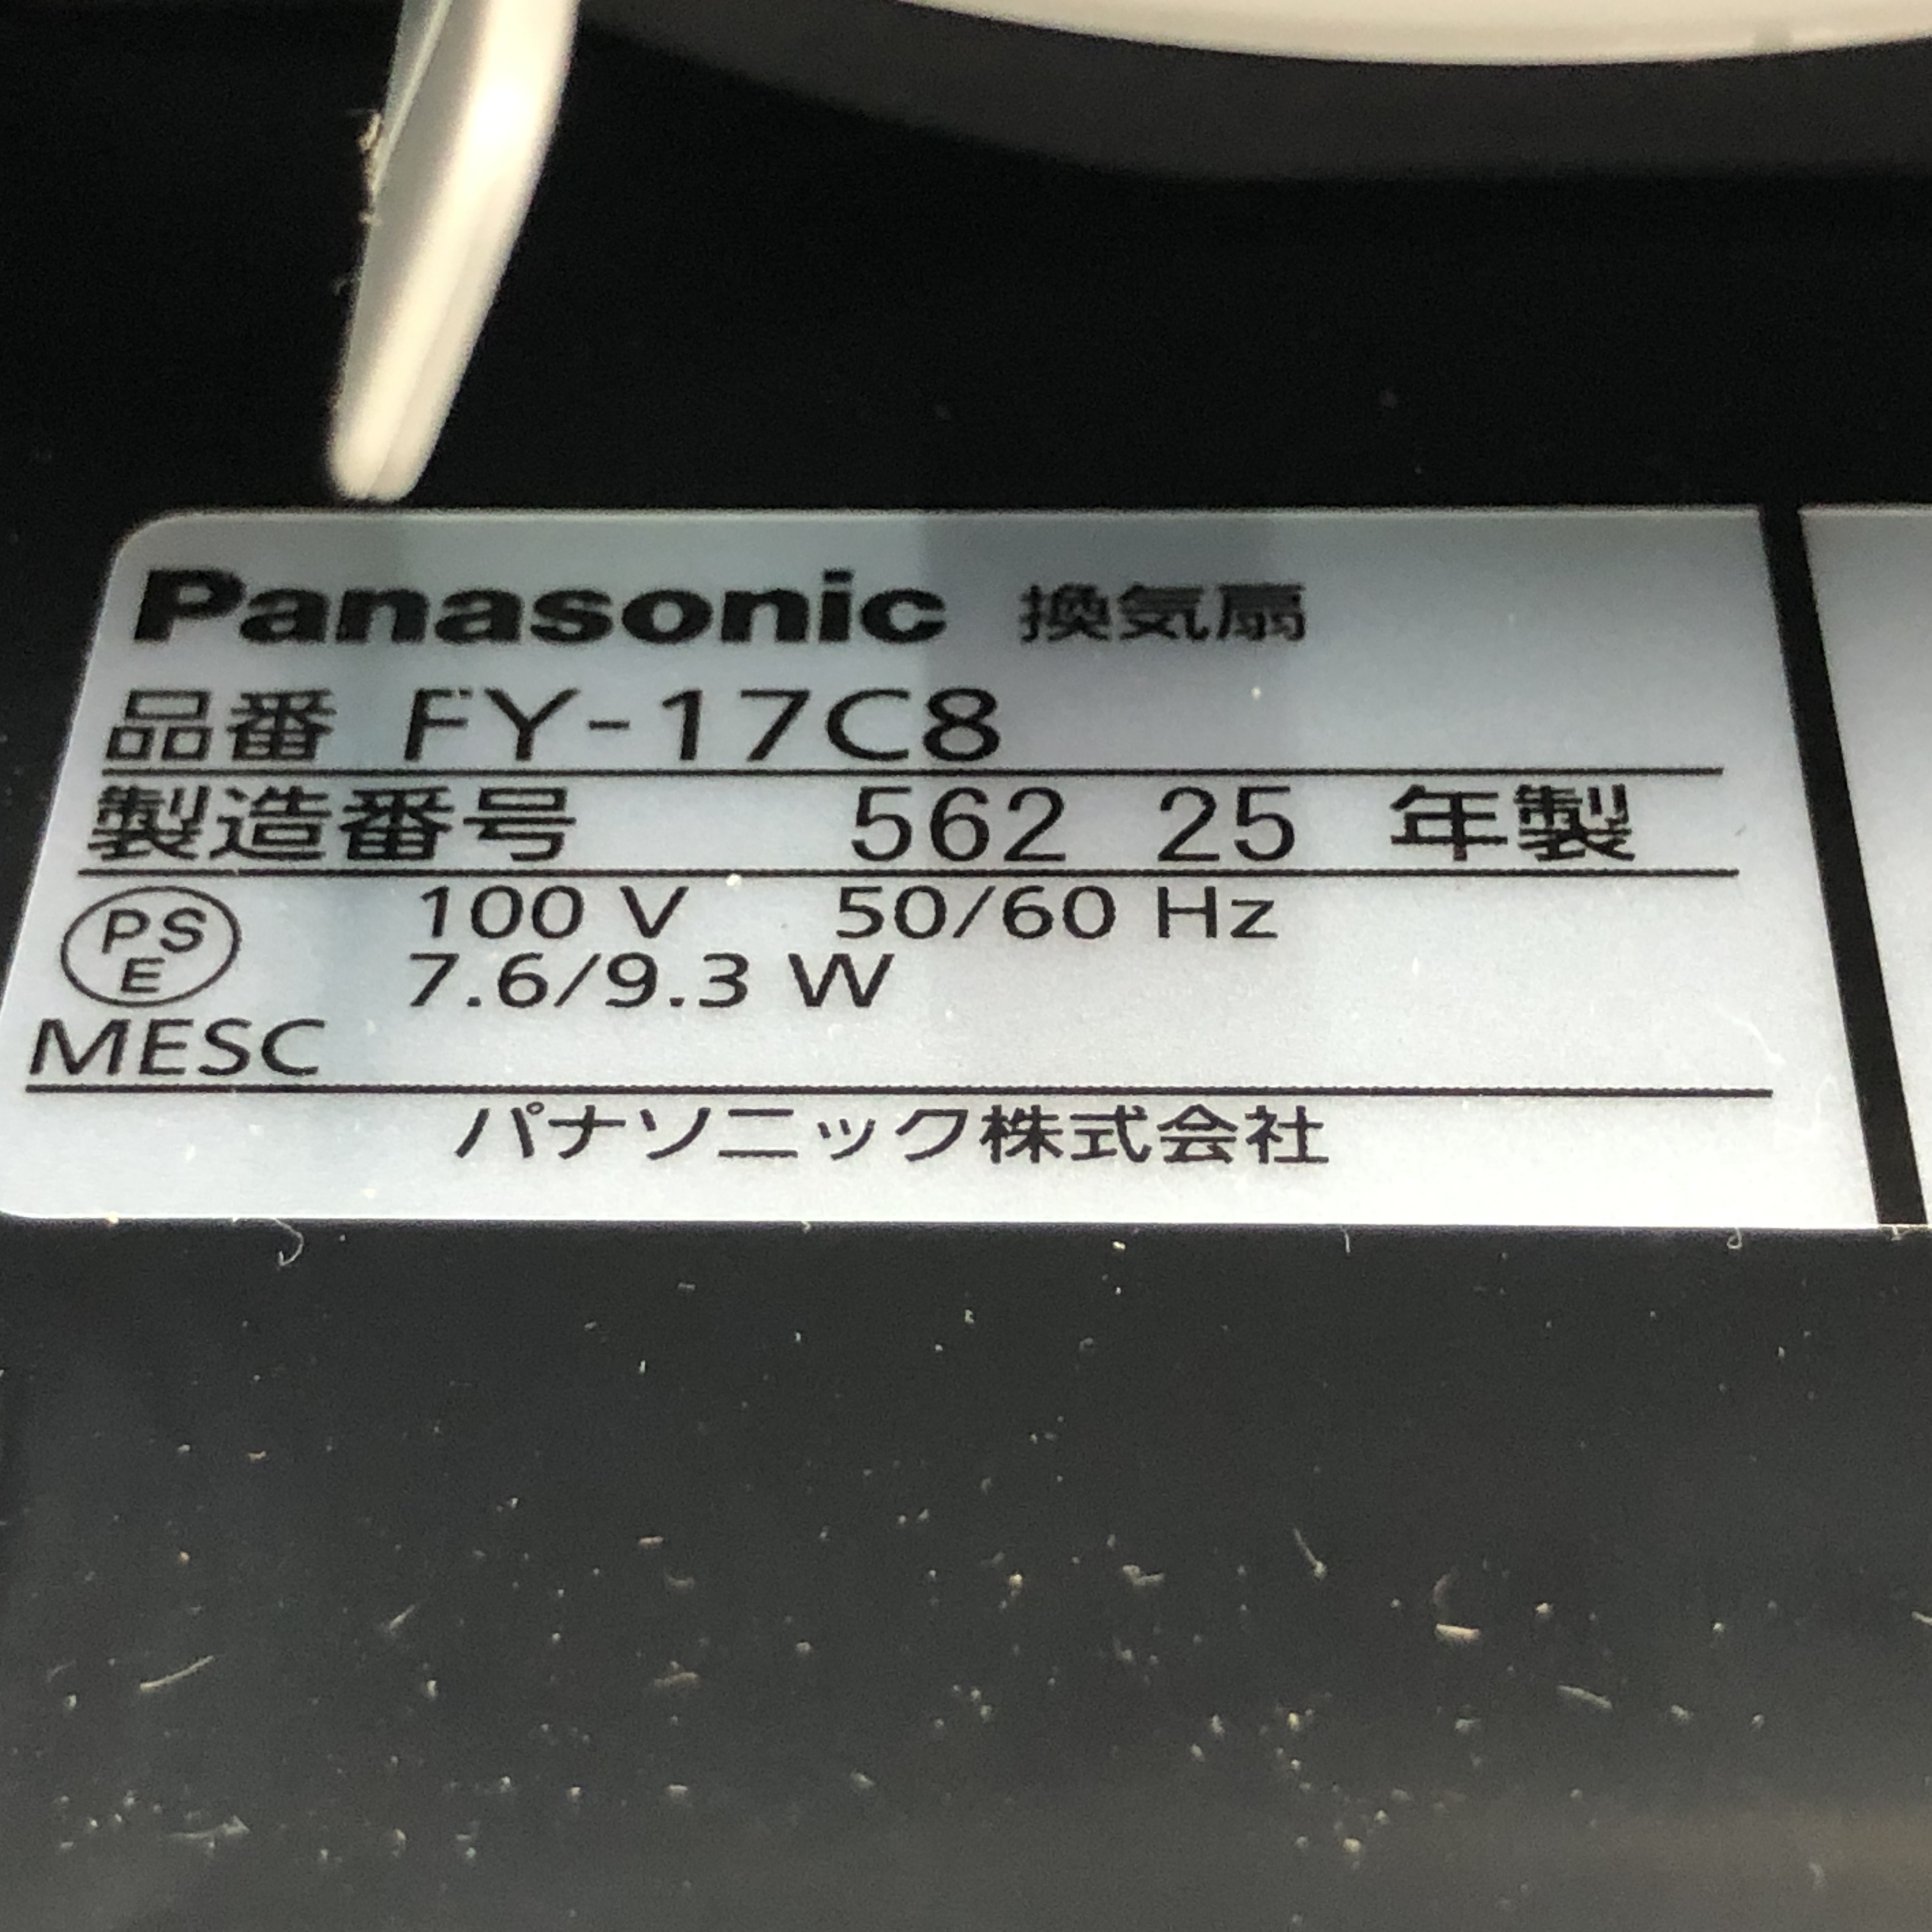 Panasonic 換気扇
品番 FY-17C8
製造番号 562 25 年製
PS
E
100 V 50/60 Hz
7.6/9.3 W
MESC
パナソニック株式会社